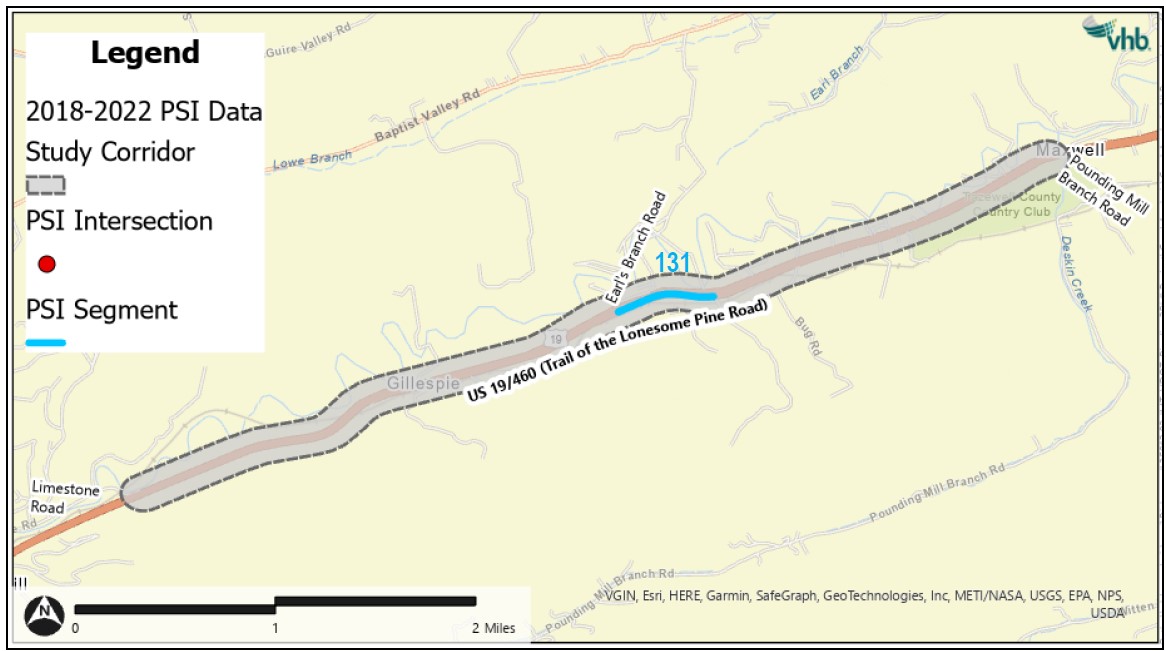 Legend
2018-2022 PSI Data
Study Corridor
PSI Intersection
PSI Segment
Guire Valley Rd
Baptist Valley Rd
Lowe Branch
Earl Branch
vhb
Maxwell
Pounding Mill
Branch Road
Tazewell County
Country Club
Deskin Creek
Earl's Branch Road
131
19
US 19/460 (Trail of the Lonesome Pine Road)
Bug Rd
Gillespie
Limestone
Road
e Rd
Pounding Mill Branch Rd
Pounding Mill Branch Rd
ill
N
0 1 2 Miles
VGIN, Esri, HERE, Garmin, SafeGraph, GeoTechnologies, Inc, METI/NASA, USGS, EPA, NPS,
USDA
Witten